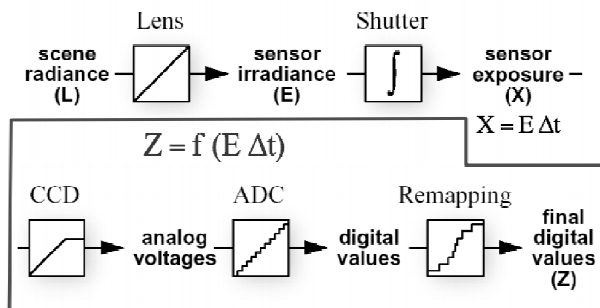 Lens
Shutter
scene
radiance
(L)
sensor
irradiance
(E)
∫
sensor
exposure
(X)
X = E Δt
Z = f (E Δt)
CCD
ADC
Remapping
analog
voltages
digital
values
final
digital
values
(Z)